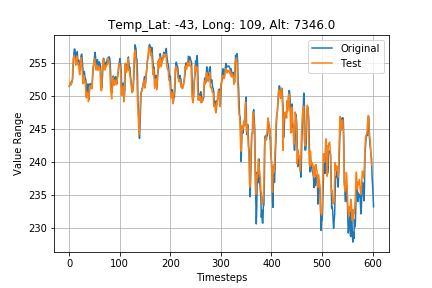 Temp_Lat: -43, Long: 109, Alt: 7346.0
Original
Test
255
250
245
240
235
230
Value Range
0 100 200 300 400 500 600
Timesteps